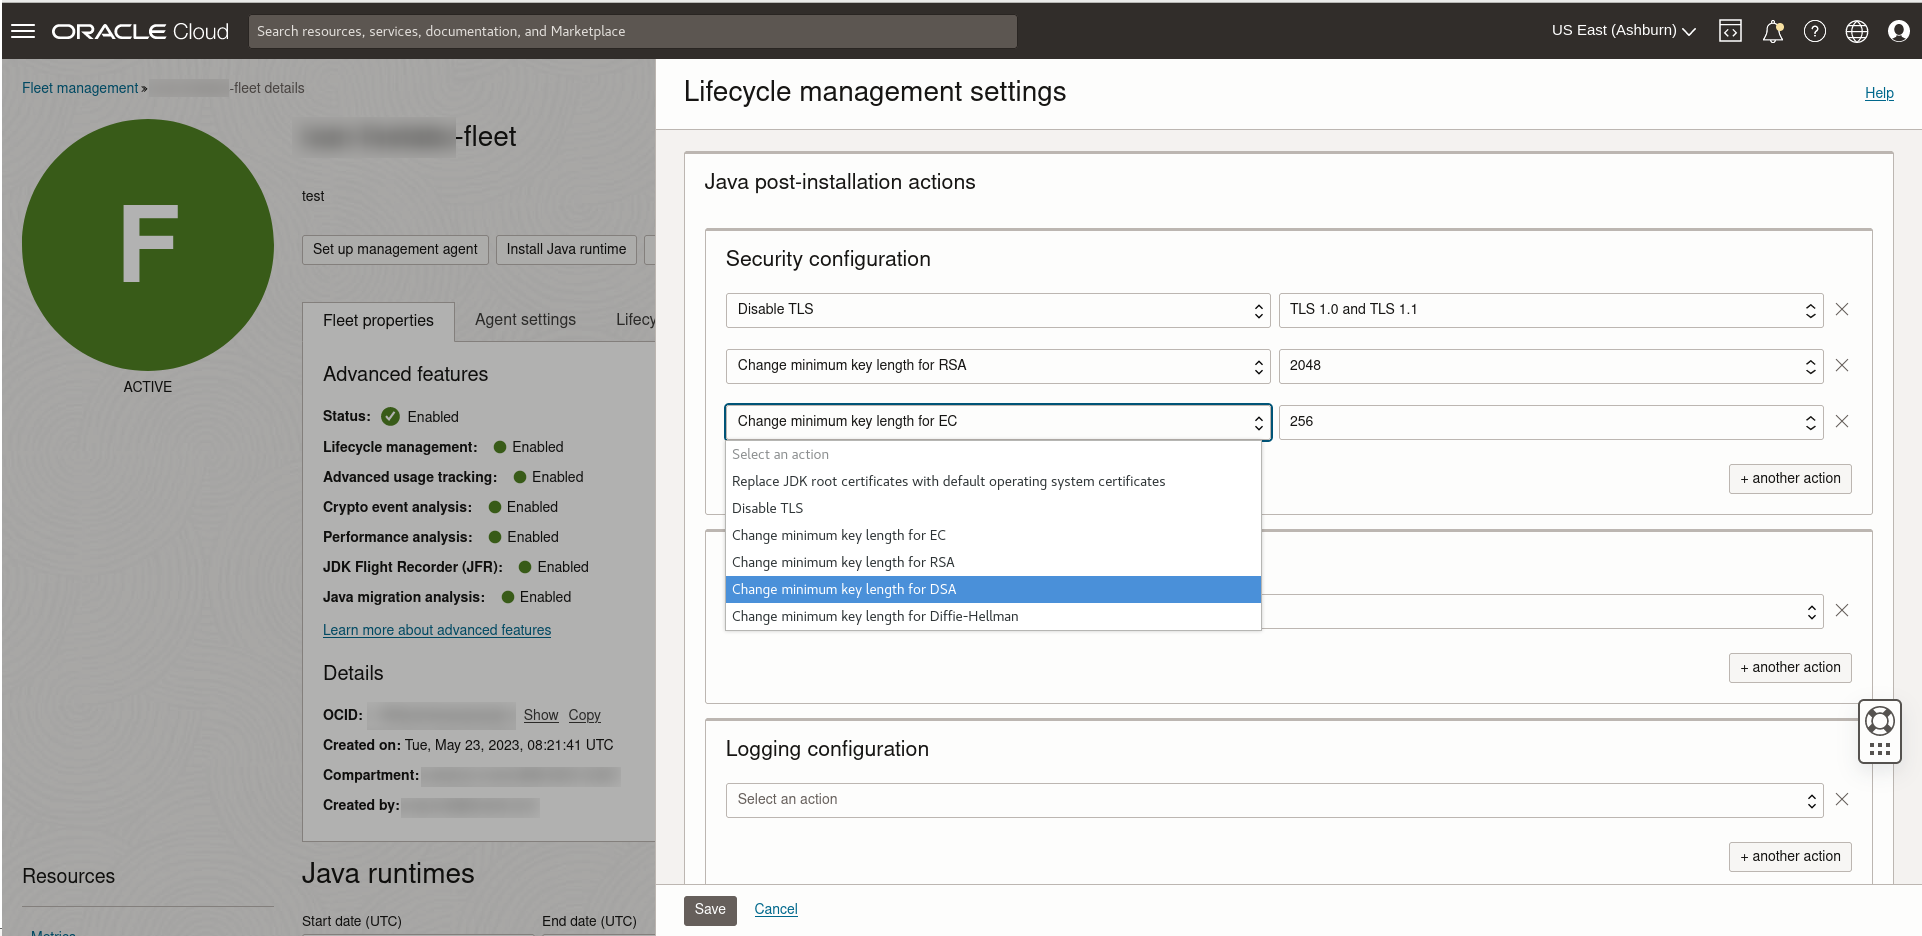 ORACLE Cloud
Search resources, services, documentation, and Marketplace
US East (Ashburn)
Fleet management » -fleet details
-fleet
F
ACTIVE
test
Set up management agent
Install Java runtime
Fleet properties
Agent settings
Lifecy
Advanced features
Status: Enabled
Lifecycle management: Enabled
Advanced usage tracking: Enabled
Crypto event analysis: Enabled
Performance analysis: Enabled
JDK Flight Recorder (JFR): Enabled
Java migration analysis: Enabled
Learn more about advanced features
Details
OCID: Show Copy
Created on: Tue, May 23, 2023, 08:21:41 UTC
Compartment:
Created by:
Resources
Metrics
Java runtimes
Start date (UTC)
End date (UTC)
Lifecycle management settings
Help
Java post-installation actions
Security configuration
Disable TLS
TLS 1.0 and TLS 1.1
Change minimum key length for RSA
2048
Change minimum key length for EC
256
Select an action
Replace JDK root certificates with default operating system certificates
Disable TLS
Change minimum key length for EC
Change minimum key length for RSA
Change minimum key length for DSA
Change minimum key length for Diffie-Hellman
+ another action
+ another action
Logging configuration
Select an action
+ another action
Save
Cancel